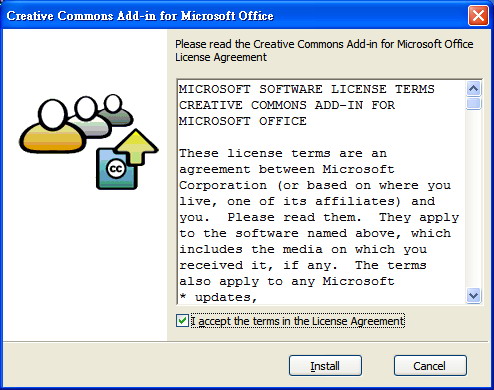 Creative Commons Add-in for Microsoft Office
Please read the Creative Commons Add-in for Microsoft Office
License Agreement
MICROSOFT SOFTWARE LICENSE TERMS
CREATIVE COMMONS ADD-IN FOR
MICROSOFT OFFICE
These license terms are an
agreement between Microsoft
Corporation (or based on where you
live, one of its affiliates) and
you.  Please read them.  They apply
to the software named above, which
includes the media on which you
received it, if any.  The terms
also apply to any Microsoft
* updates,
cc
I accept the terms in the License Agreement
Install
Cancel